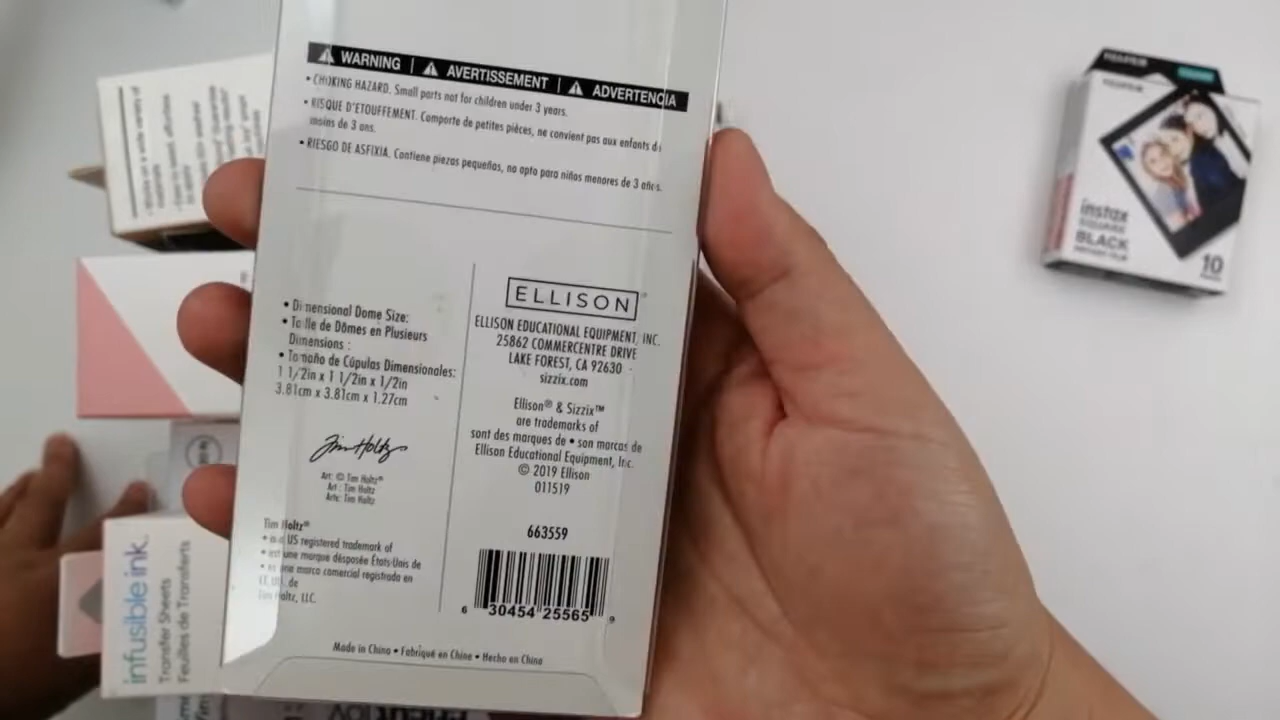 WARNING | AVERTISSEMENT | ADVERTENCIA
• CHOKING HAZARD. Small parts not for children under 3 years.
• RISQUE D'ETOUFFEMENT. Comporte de petites pièces, ne convient pas aux enfants de
moins de 3 ans.
• RIESGO DE ASFIXIA. Contiene piezas pequeñas, no apto para niños menores de 3 años.
• Dimensional Dome Size:
• Taille de Dômes en Plusieurs
Dimensions :
• Tamaño de Cúpulas Dimensionales:
1 1/2in x 1 1/2in x 1/2in
3.81cm x 3.81cm x 1.27cm
Tim Holtz
Art: © Tim Holtz®
Art : Tim Holtz
Arte: Tim Holtz
Tim Holtz®
• is a US registered trademark of
• est une marque désposée États-Unis de
• es una marca comercial registrada en
EE. UU. de
Tim Holtz, LLC.
ELLISON®
ELLISON EDUCATIONAL EQUIPMENT, INC.
25862 COMMERCENTRE DRIVE
LAKE FOREST, CA 92630
sizzix.com
Ellison® & Sizzix™
are trademarks of
sont des marques de • son marcas de
Ellison Educational Equipment, Inc.
© 2019 Ellison
011519
663559
6 30454 25565 9
Made in China • Fabriqué en Chine • Hecho en China
infusible ink.
Transfer Sheets
Feuilles de Transferts
FUJIFILM
instax
SQUARE
BLACK
10